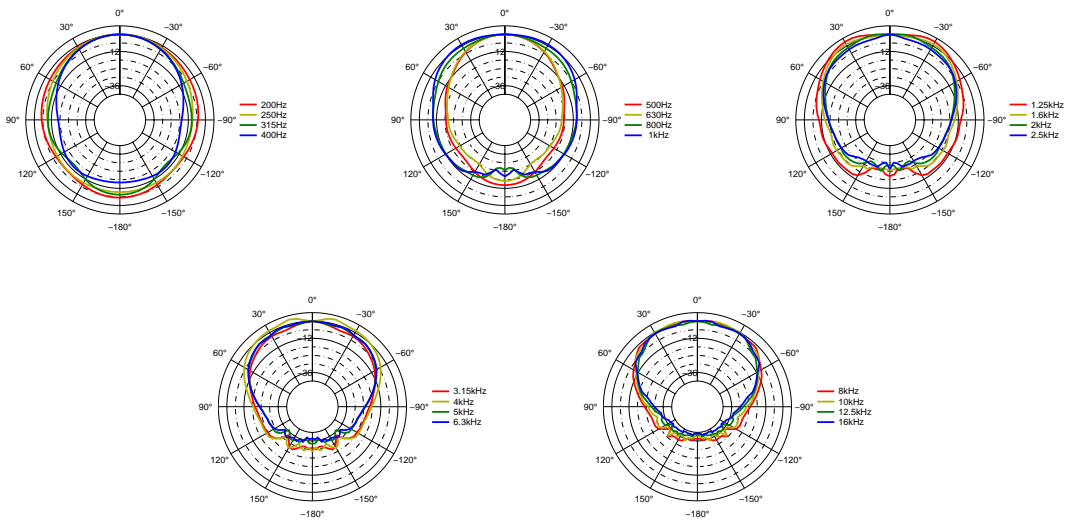 0°
30° −30°
60° −60°
90° −90°
120° −120°
150° −150°
−180°
−12
−36
200Hz
250Hz
315Hz
400Hz
0°
30° −30°
60° −60°
90° −90°
120° −120°
150° −150°
−180°
−12
−36
500Hz
630Hz
800Hz
1kHz
0°
30° −30°
60° −60°
90° −90°
120° −120°
150° −150°
−180°
−12
−36
1.25kHz
1.6kHz
2kHz
2.5kHz
0°
30° −30°
60° −60°
90° −90°
120° −120°
150° −150°
−180°
−12
−36
3.15kHz
4kHz
5kHz
6.3kHz
0°
30° −30°
60° −60°
90° −90°
120° −120°
150° −150°
−180°
−12
−36
8kHz
10kHz
12.5kHz
16kHz